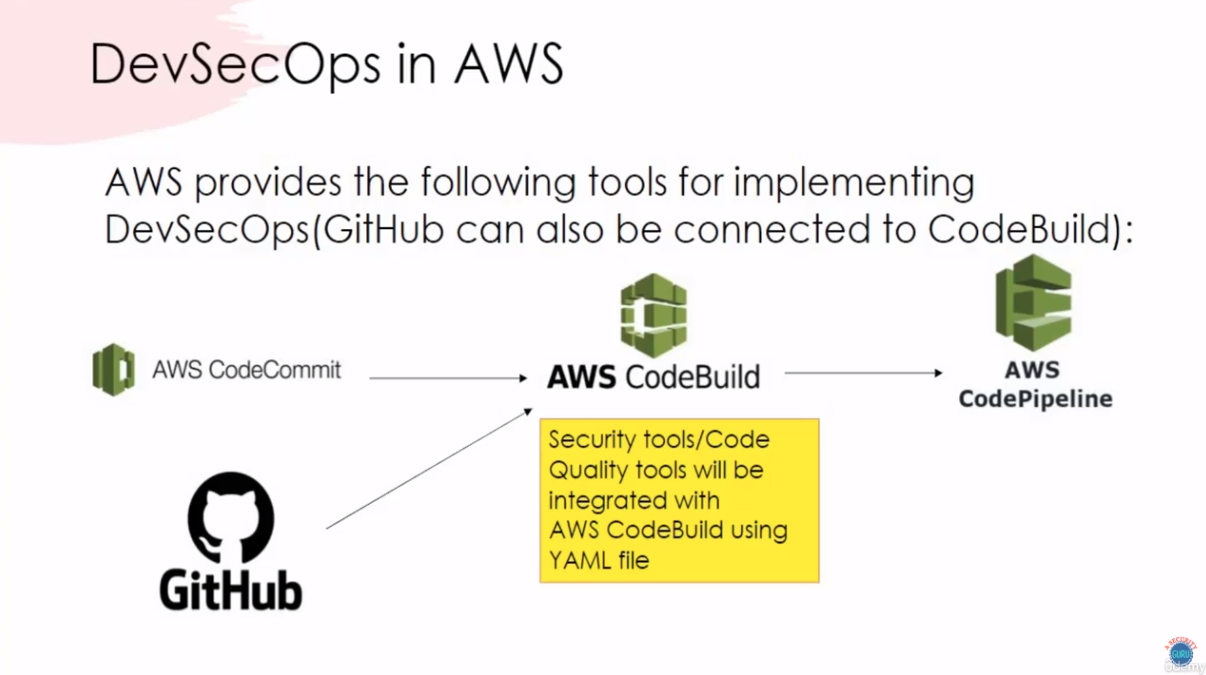 DevSecOps in AWS
AWS provides the following tools for implementing
DevSecOps(GitHub can also be connected to CodeBuild):
AWS CodeCommit
AWS CodeBuild
AWS
CodePipeline
Security tools/Code
Quality tools will be
integrated with
AWS CodeBuild using
YAML file
GitHub
A SECURITY
GURU
udemy